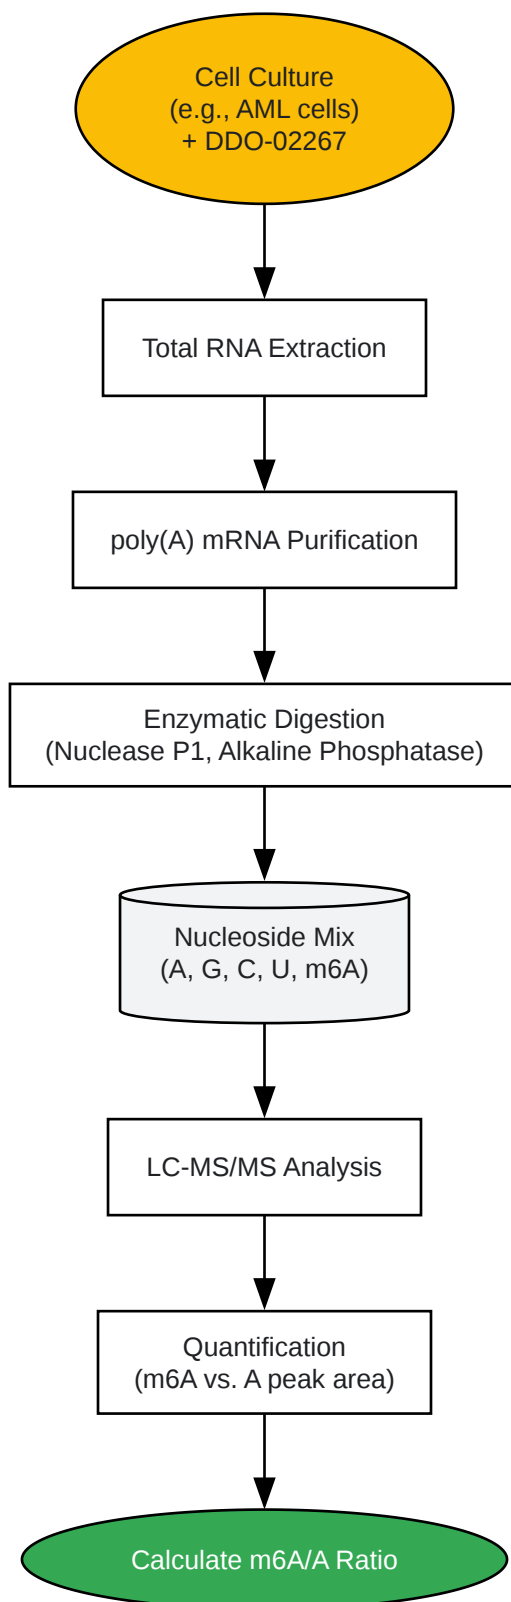 Cell Culture
(e.g., AML cells)
+ DDO-02267
Total RNA Extraction
poly(A) mRNA Purification
Enzymatic Digestion
(Nuclease P1, Alkaline Phosphatase)
Nucleoside Mix
(A, G, C, U, m6A)
LC-MS/MS Analysis
Quantification
(m6A vs. A peak area)
Calculate m6A/A Ratio